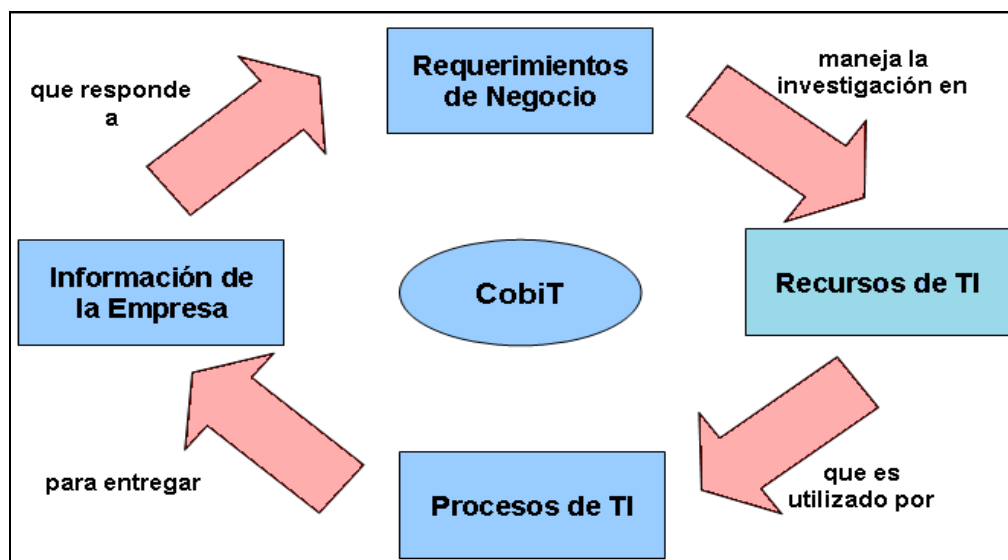 Requerimientos
de Negocio
maneja la
investigación en
Recursos de TI
que es
utilizado por
Procesos de TI
para entregar
Información de
la Empresa
que responde
a
CobiT